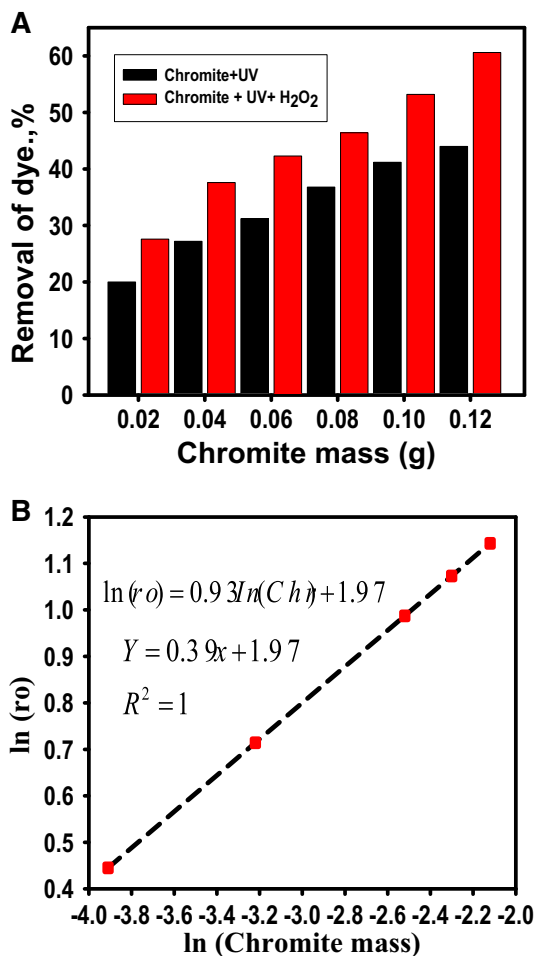 A
Removal of dye.,%
60
50
40
30
20
10
0
Chromite+UV
Chromite + UV+ H₂O₂
0.02 0.04 0.06 0.08 0.10 0.12
Chromite mass (g)
B
ln (ro)
1.2
1.1
1.0
0.9
0.8
0.7
0.6
0.5
0.4
ln(ro) = 0.93In(Chr) + 1.97
Y = 0.39x + 1.97
R² = 1
-4.0 -3.8 -3.6 -3.4 -3.2 -3.0 -2.8 -2.6 -2.4 -2.2 -2.0
ln (Chromite mass)